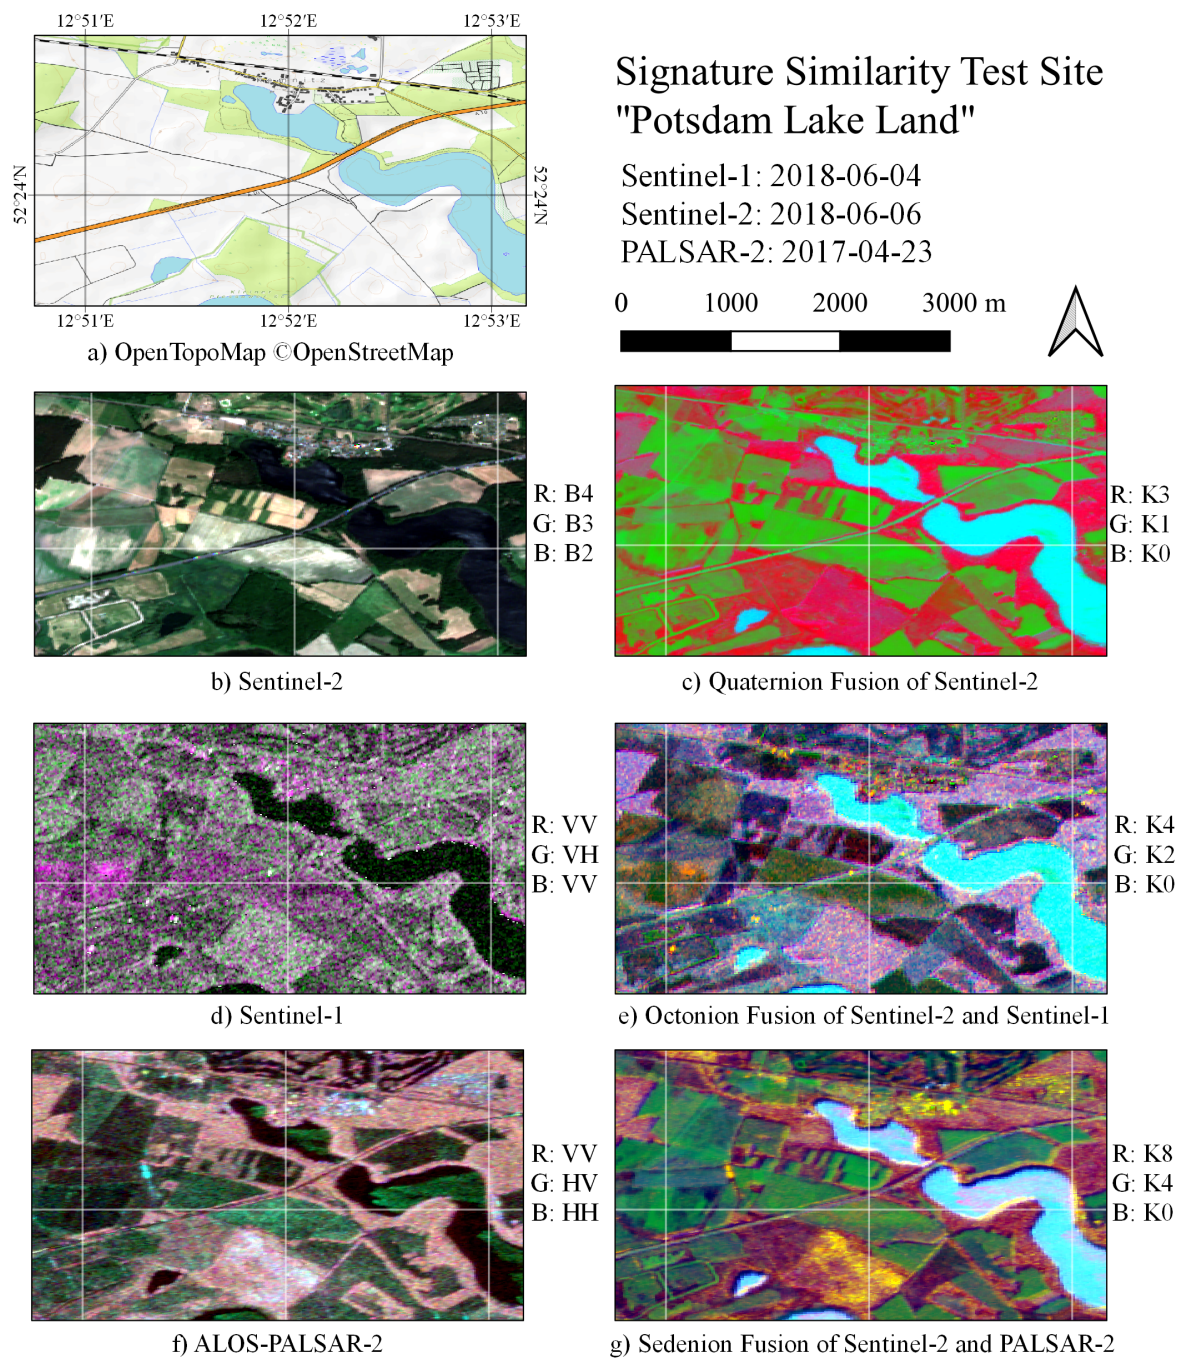 12°51′E 12°52′E 12°53′E
Signature Similarity Test Site
"Potsdam Lake Land"
Sentinel-1: 2018-06-04
Sentinel-2: 2018-06-06
PALSAR-2: 2017-04-23
52°24′N
52°24′N
0 1000 2000 3000 m
12°51′E 12°52′E 12°53′E
a) OpenTopoMap ©OpenStreetMap
R: B4
G: B3
B: B2
b) Sentinel-2
R: K3
G: K1
B: K0
c) Quaternion Fusion of Sentinel-2
R: VV
G: VH
B: VV
d) Sentinel-1
R: K4
G: K2
B: K0
e) Octonion Fusion of Sentinel-2 and Sentinel-1
R: VV
G: HV
B: HH
f) ALOS-PALSAR-2
R: K8
G: K4
B: K0
g) Sedenion Fusion of Sentinel-2 and PALSAR-2